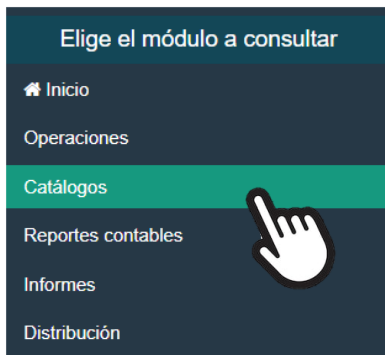 Elige el módulo a consultar
Inicio
Operaciones
Catálogos
Reportes contables
Informes
Distribución